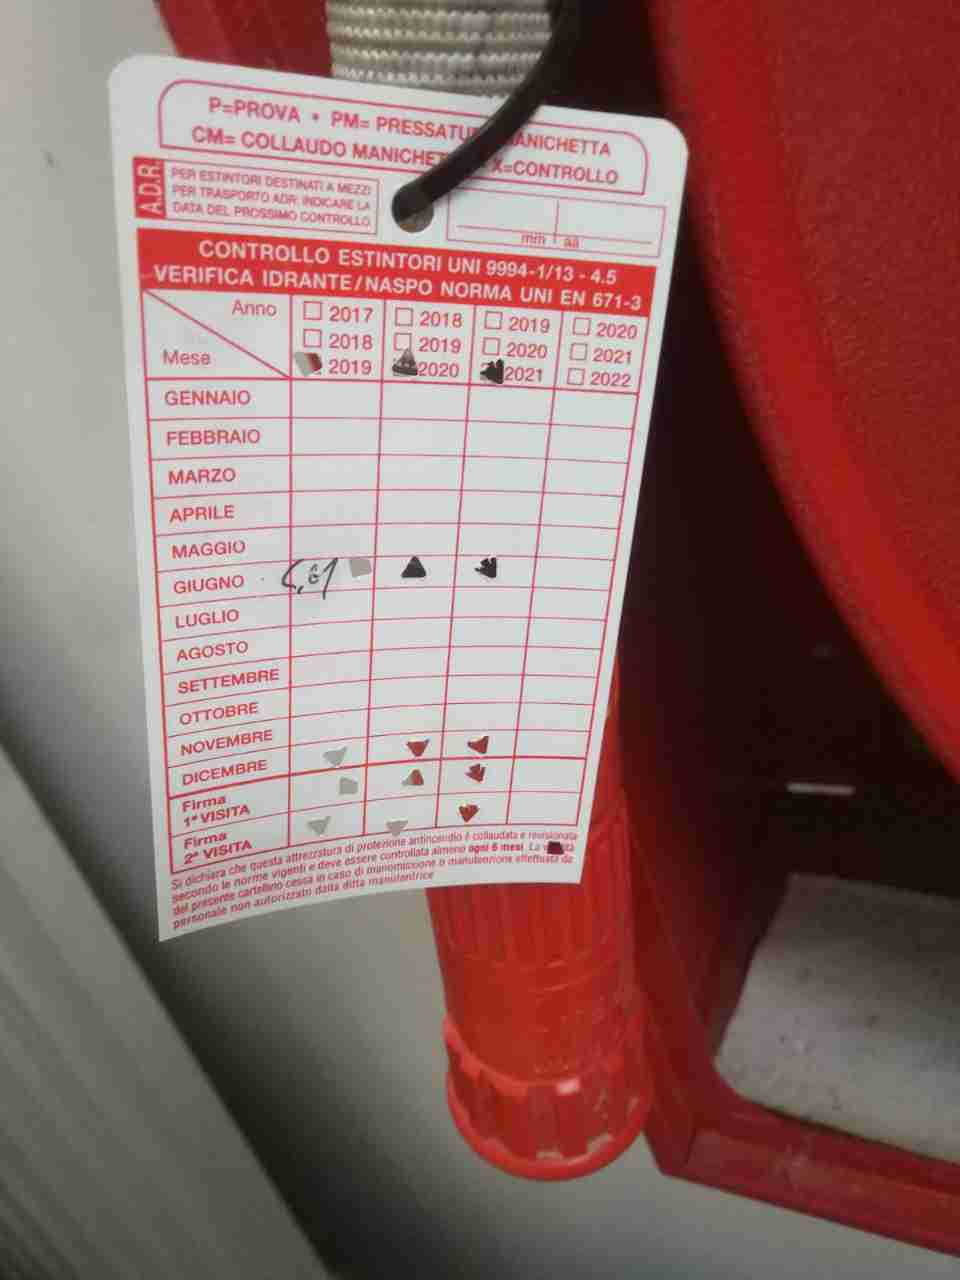 P=PROVA • PM= PRESSATU MANICHETTA
CM= COLLAUDO MANICHE X=CONTROLLO
A.D.R.
PER ESTINTORI DESTINATI A MEZZI
PER TRASPORTO ADR: INDICARE LA
DATA DEL PROSSIMO CONTROLLO
mm aa
CONTROLLO ESTINTORI UNI 9994-1/13 - 4.5
VERIFICA IDRANTE/NASPO NORMA UNI EN 671-3
Anno
Mese
2017 2018 2019 2020
2018 2019 2020 2021
2019 2020 2021 2022
GENNAIO
FEBBRAIO
MARZO
APRILE
MAGGIO
GIUGNO
LUGLIO
AGOSTO
SETTEMBRE
OTTOBRE
NOVEMBRE
DICEMBRE
Firma
1ª VISITA
Firma
2ª VISITA
Si dichiara che questa attrezzatura di protezione antincendio è collaudata e revisionata
secondo le norme vigenti e deve essere controllata almeno ogni 6 mesi. La
del presente cartellino cessa in caso di manomissione o manutenzione effettuata da
personale non autorizzato dalla ditta manutentrice